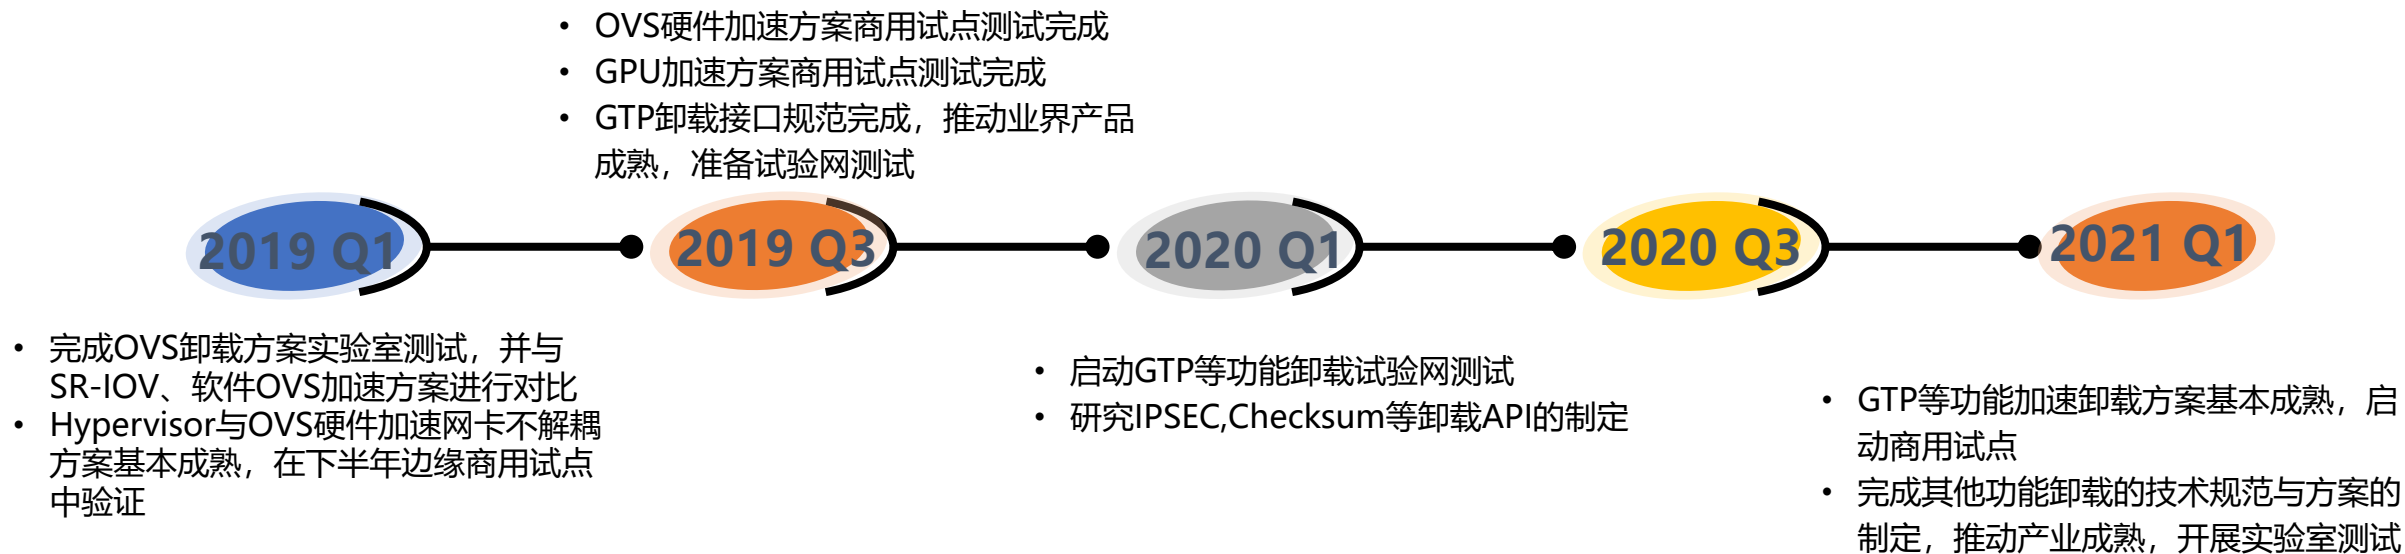 • OVS硬件加速方案商用试点测试完成
• GPU加速方案商用试点测试完成
• GTP卸载接口规范完成，推动业界产品
成熟，准备试验网测试
2019 Q1
2019 Q3
2020 Q1
2020 Q3
2021 Q1
• 完成OVS卸载方案实验室测试，并与
SR-IOV、软件OVS加速方案进行对比
• Hypervisor与OVS硬件加速网卡不解耦
方案基本成熟，在下半年边缘商用试点
中验证
• 启动GTP等功能卸载试验网测试
• 研究IPSEC,Checksum等卸载API的制定
• GTP等功能加速卸载方案基本成熟，启
动商用试点
• 完成其他功能卸载的技术规范与方案的
制定，推动产业成熟，开展实验室测试